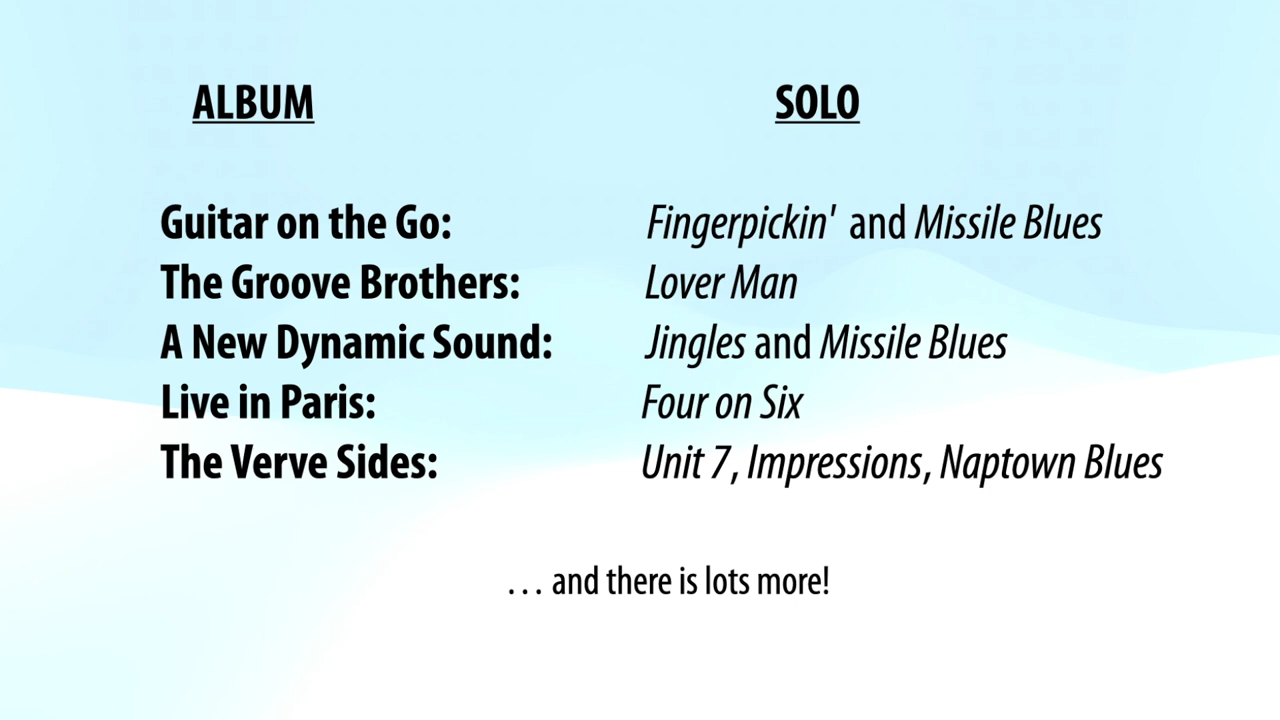 ALBUM SOLO
Guitar on the Go: Fingerpickin' and Missile Blues
The Groove Brothers: Lover Man
A New Dynamic Sound: Jingles and Missile Blues
Live in Paris: Four on Six
The Verve Sides: Unit 7, Impressions, Naptown Blues
. . . and there is lots more!